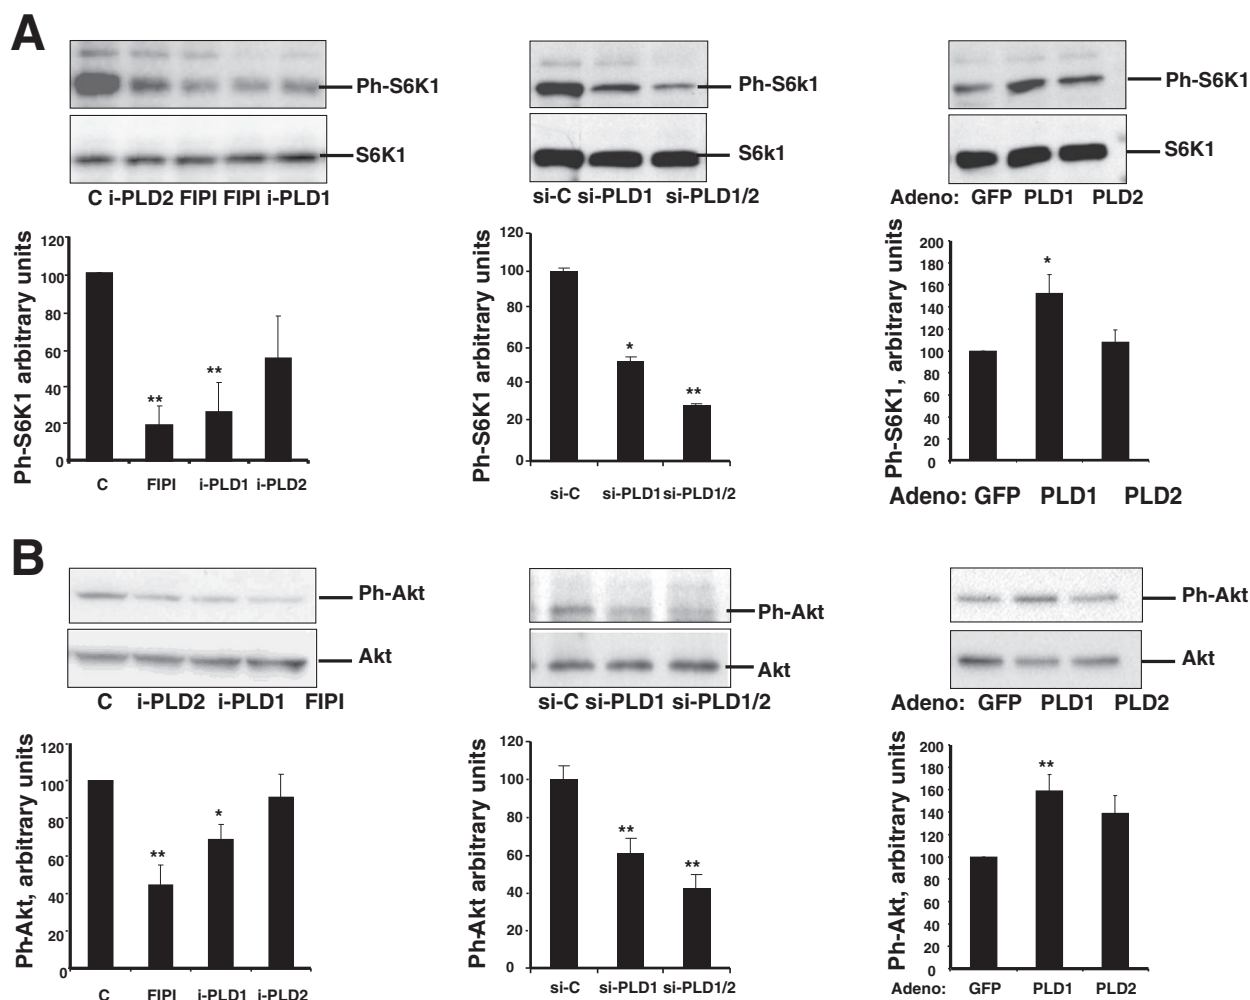 A
Ph-S6K1
S6K1
C i-PLD2 FIPI FIPI i-PLD1
Ph-S6k1
S6k1
si-C si-PLD1 si-PLD1/2
Ph-S6K1
S6K1
Adeno: GFP PLD1 PLD2
Ph-S6K1 arbitrary units
120
100
80
60
40
20
0
** **
C FIPI i-PLD1 i-PLD2
Ph-S6K1 arbitrary units
120
100
80
60
40
20
0
* **
si-C si-PLD1 si-PLD1/2
Ph-S6K1, arbitrary units
200
180
160
140
120
100
80
60
40
20
0
*
Adeno: GFP PLD1 PLD2
B
Ph-Akt
Akt
C i-PLD2 i-PLD1 FIPI
Ph-Akt
Akt
si-C si-PLD1 si-PLD1/2
Ph-Akt
Akt
Adeno: GFP PLD1 PLD2
Ph-Akt, arbitrary units
120
100
80
60
40
20
0
** *
C FIPI i-PLD1 i-PLD2
Ph-Akt arbitrary units
120
100
80
60
40
20
0
** **
si-C si-PLD1 si-PLD1/2
Ph-Akt, arbitrary units
200
180
160
140
120
100
80
60
40
20
0
**
Adeno: GFP PLD1 PLD2